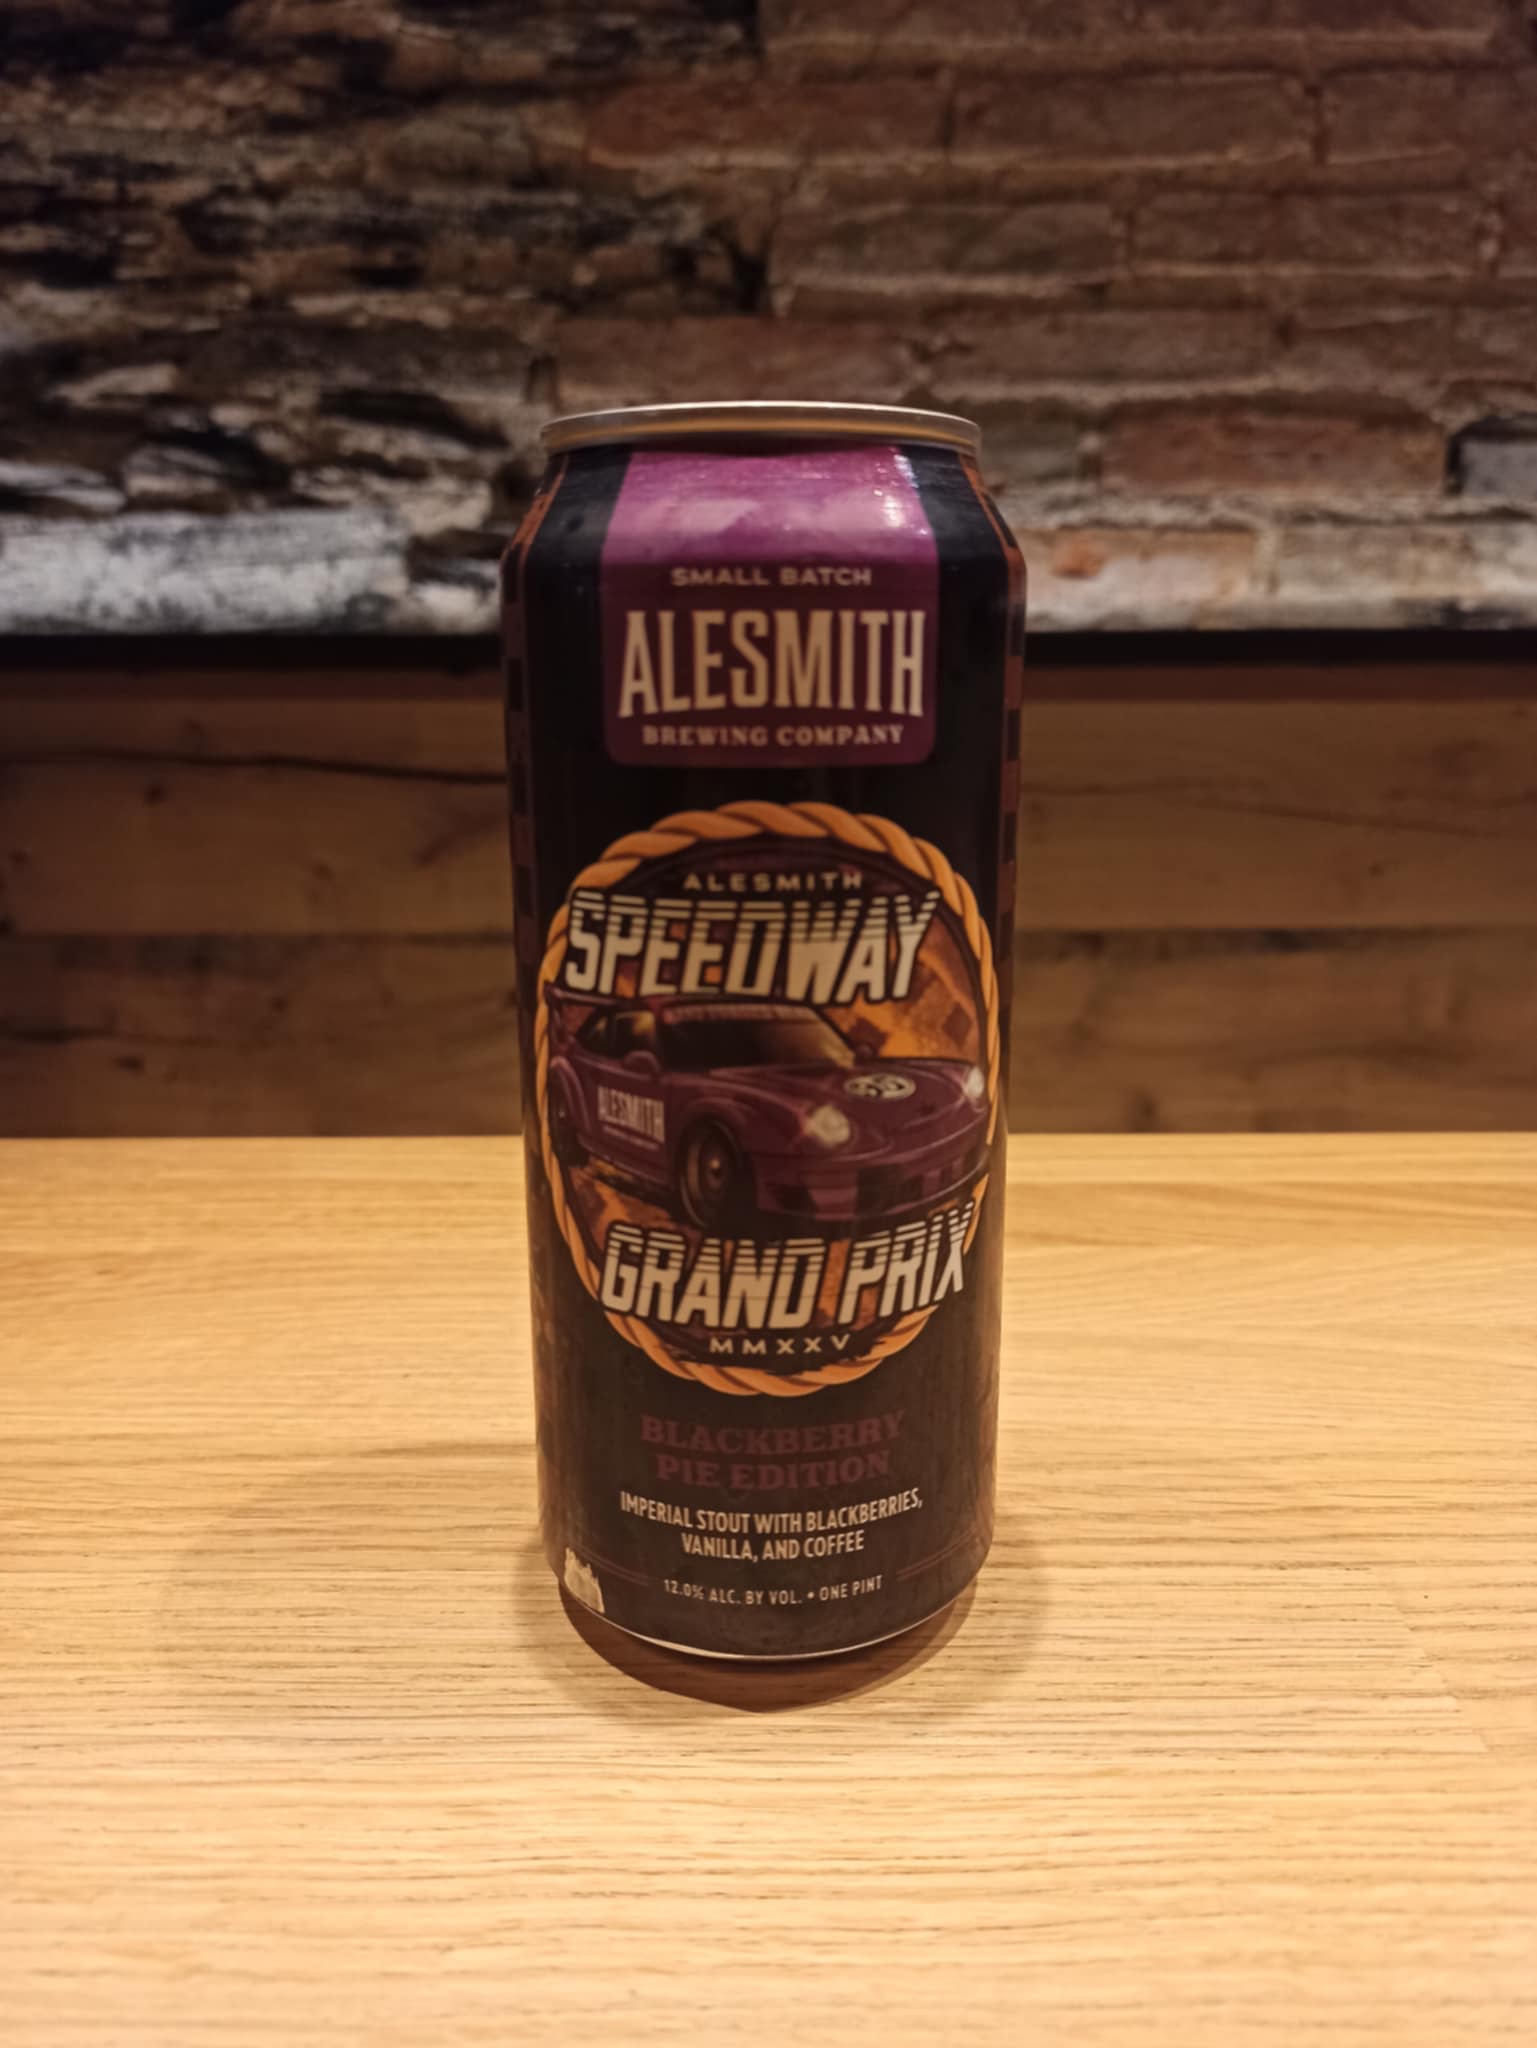 SMALL BATCH
ALESMITH
BREWING COMPANY
ALESMITH
SPEEDWAY
ALESMITH
GRAND PRIX
MMXXV
BLACKBERRY
PIE EDITION
IMPERIAL STOUT WITH BLACKBERRIES,
VANILLA, AND COFFEE
12.0% ALC. BY VOL. • ONE PINT